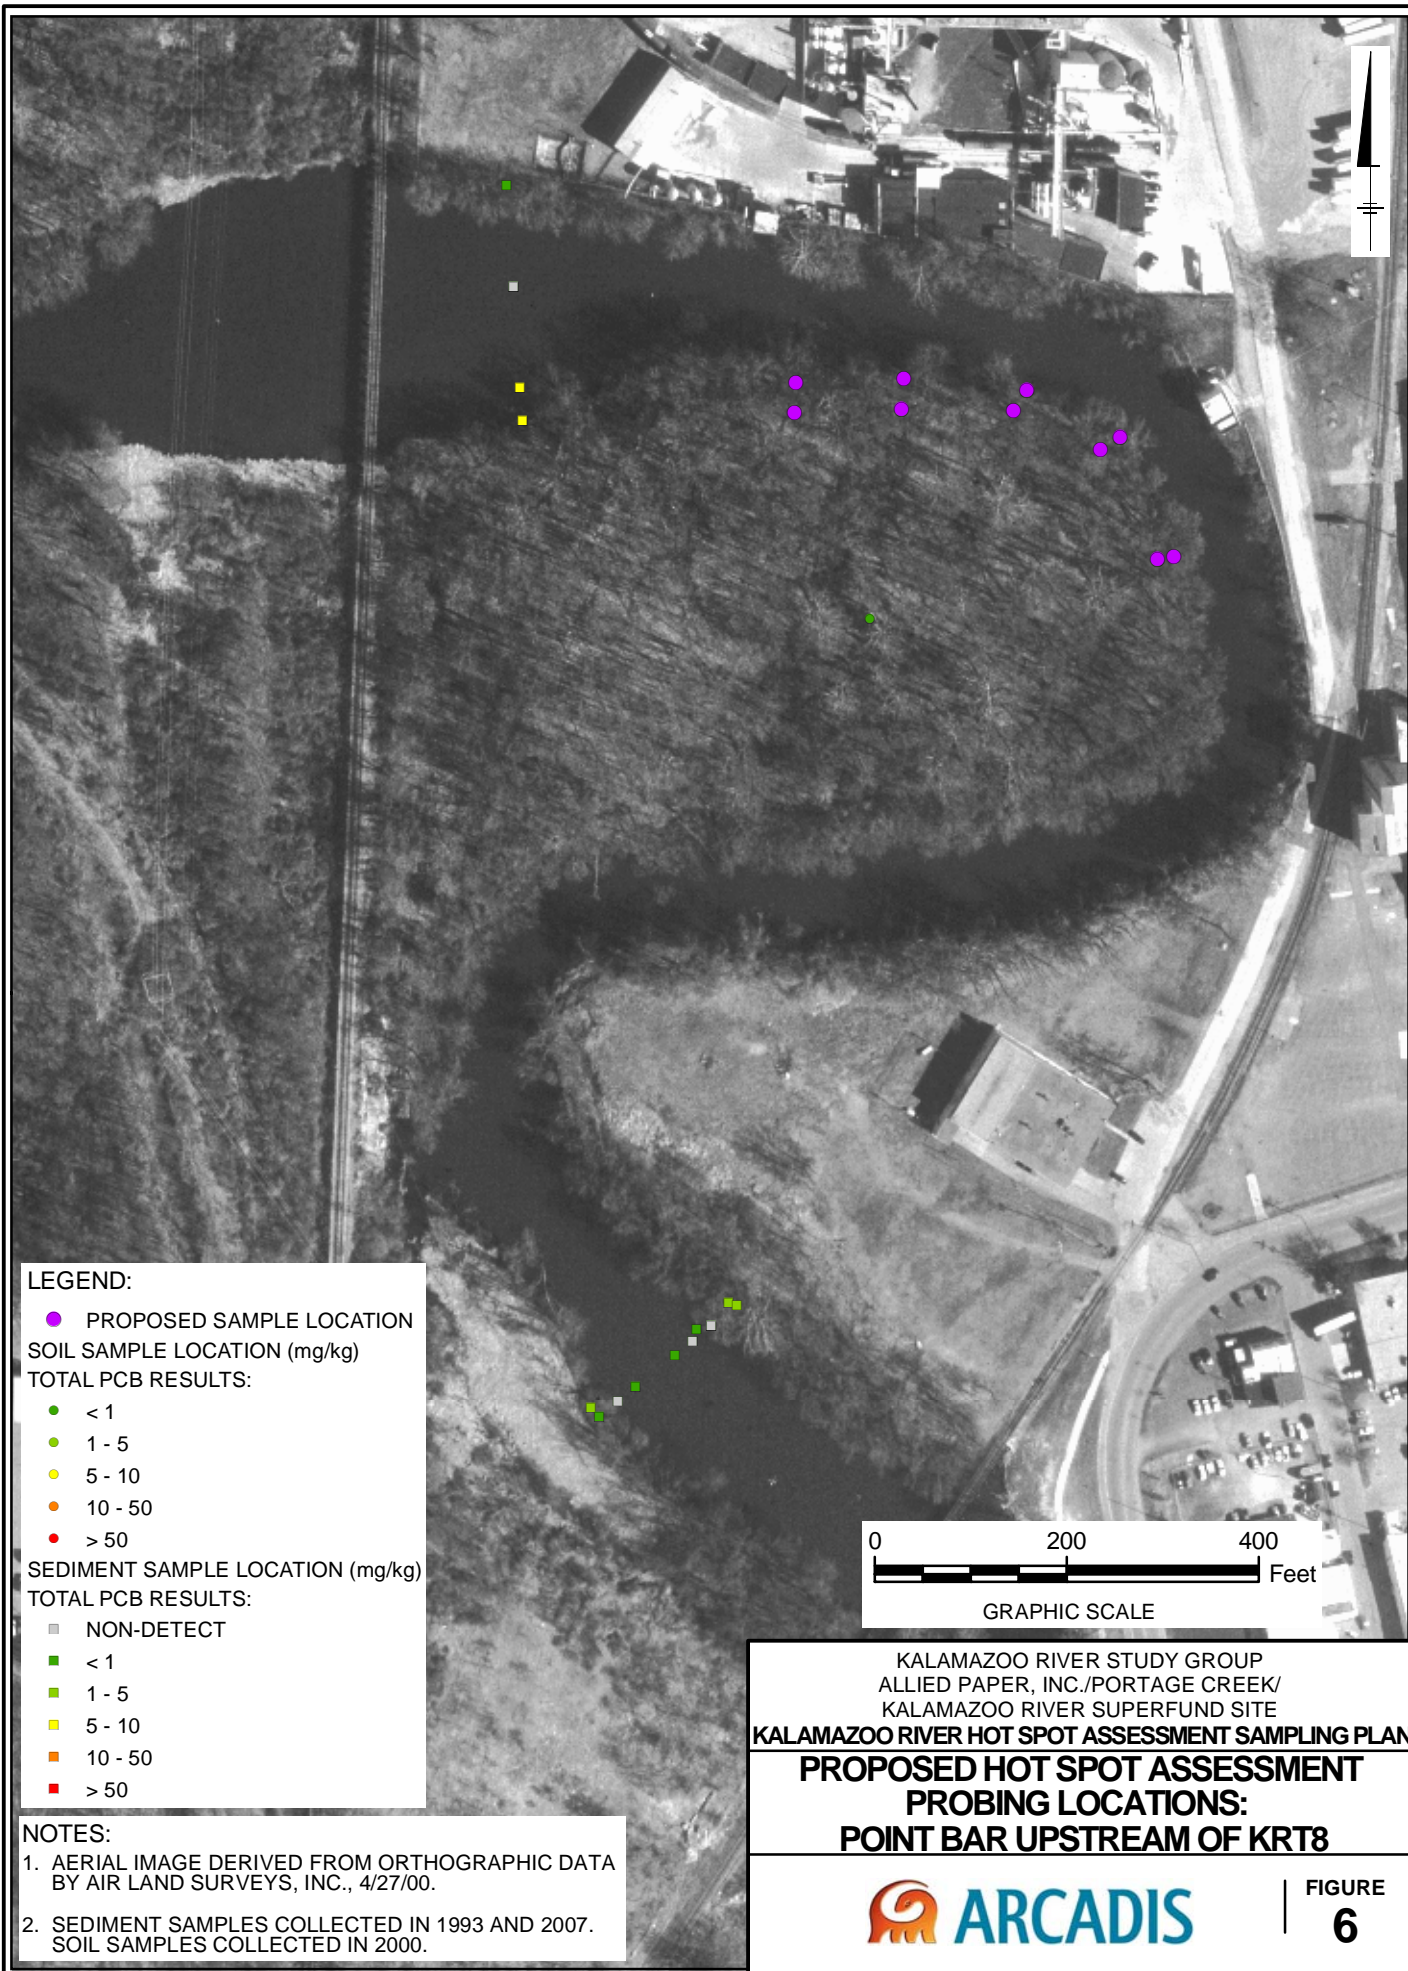 LEGEND:
PROPOSED SAMPLE LOCATION
SOIL SAMPLE LOCATION (mg/kg)
TOTAL PCB RESULTS:
< 1
1 - 5
5 - 10
10 - 50
> 50
SEDIMENT SAMPLE LOCATION (mg/kg)
TOTAL PCB RESULTS:
NON-DETECT
< 1
1 - 5
5 - 10
10 - 50
> 50
NOTES:
1. AERIAL IMAGE DERIVED FROM ORTHOGRAPHIC DATA
BY AIR LAND SURVEYS, INC., 4/27/00.
2. SEDIMENT SAMPLES COLLECTED IN 1993 AND 2007.
SOIL SAMPLES COLLECTED IN 2000.
0 200 400
Feet
GRAPHIC SCALE
KALAMAZOO RIVER STUDY GROUP
ALLIED PAPER, INC./PORTAGE CREEK/
KALAMAZOO RIVER SUPERFUND SITE
KALAMAZOO RIVER HOT SPOT ASSESSMENT SAMPLING PLAN
PROPOSED HOT SPOT ASSESSMENT
PROBING LOCATIONS:
POINT BAR UPSTREAM OF KRT8
ARCADIS
FIGURE
6